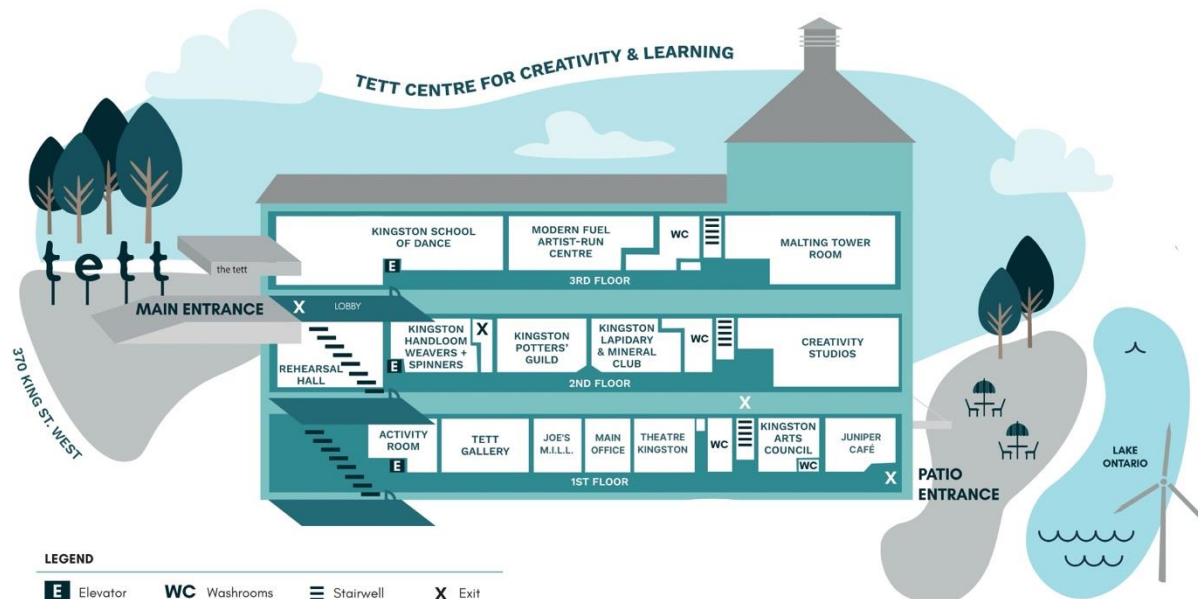 TETT CENTRE FOR CREATIVITY & LEARNING
tett
the tett
MAIN ENTRANCE
370 KING ST. WEST
KINGSTON SCHOOL
OF DANCE
MODERN FUEL
ARTIST-RUN
CENTRE
WC
MALTING TOWER
ROOM
E
3RD FLOOR
X
LOBBY
REHEARSAL
HALL
KINGSTON
HANDLOOM
WEAVERS +
SPINNERS
X
KINGSTON
POTTERS'
GUILD
KINGSTON
LAPIDARY
& MINERAL
CLUB
WC
CREATIVITY
STUDIOS
E
2ND FLOOR
X
ACTIVITY
ROOM
E
TETT
GALLERY
JOE'S
M.I.L.L.
MAIN
OFFICE
THEATRE
KINGSTON
WC
KINGSTON
ARTS
COUNCIL
WC
JUNIPER
CAFÉ
1ST FLOOR
X
PATIO
ENTRANCE
LAKE
ONTARIO
LEGEND
E Elevator
WC Washrooms
Stairwell
X Exit